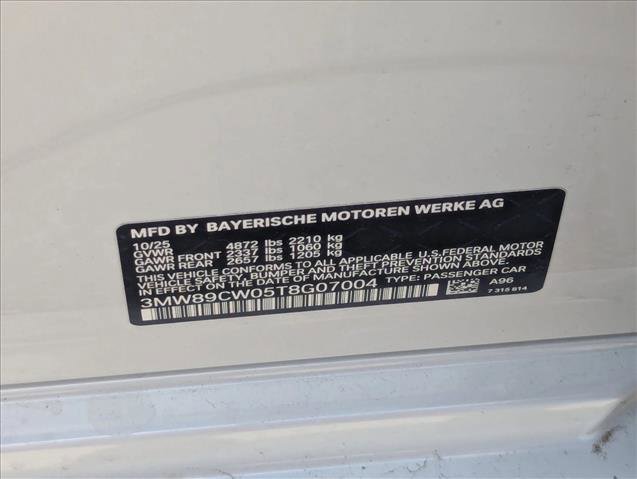 MFD BY BAYERISCHE MOTOREN WERKE AG
10/25
GVWR 4872 lbs 2210 kg
GAWR FRONT 2337 lbs 1060 kg
GAWR REAR 2657 lbs 1205 kg
THIS VEHICLE CONFORMS TO ALL APPLICABLE U.S. FEDERAL MOTOR
VEHICLE SAFETY, BUMPER, AND THEFT PREVENTION STANDARDS
IN EFFECT ON THE DATE OF MANUFACTURE SHOWN ABOVE.
3MW89CW05T8G07004 TYPE: PASSENGER CAR
A96
7 315 814